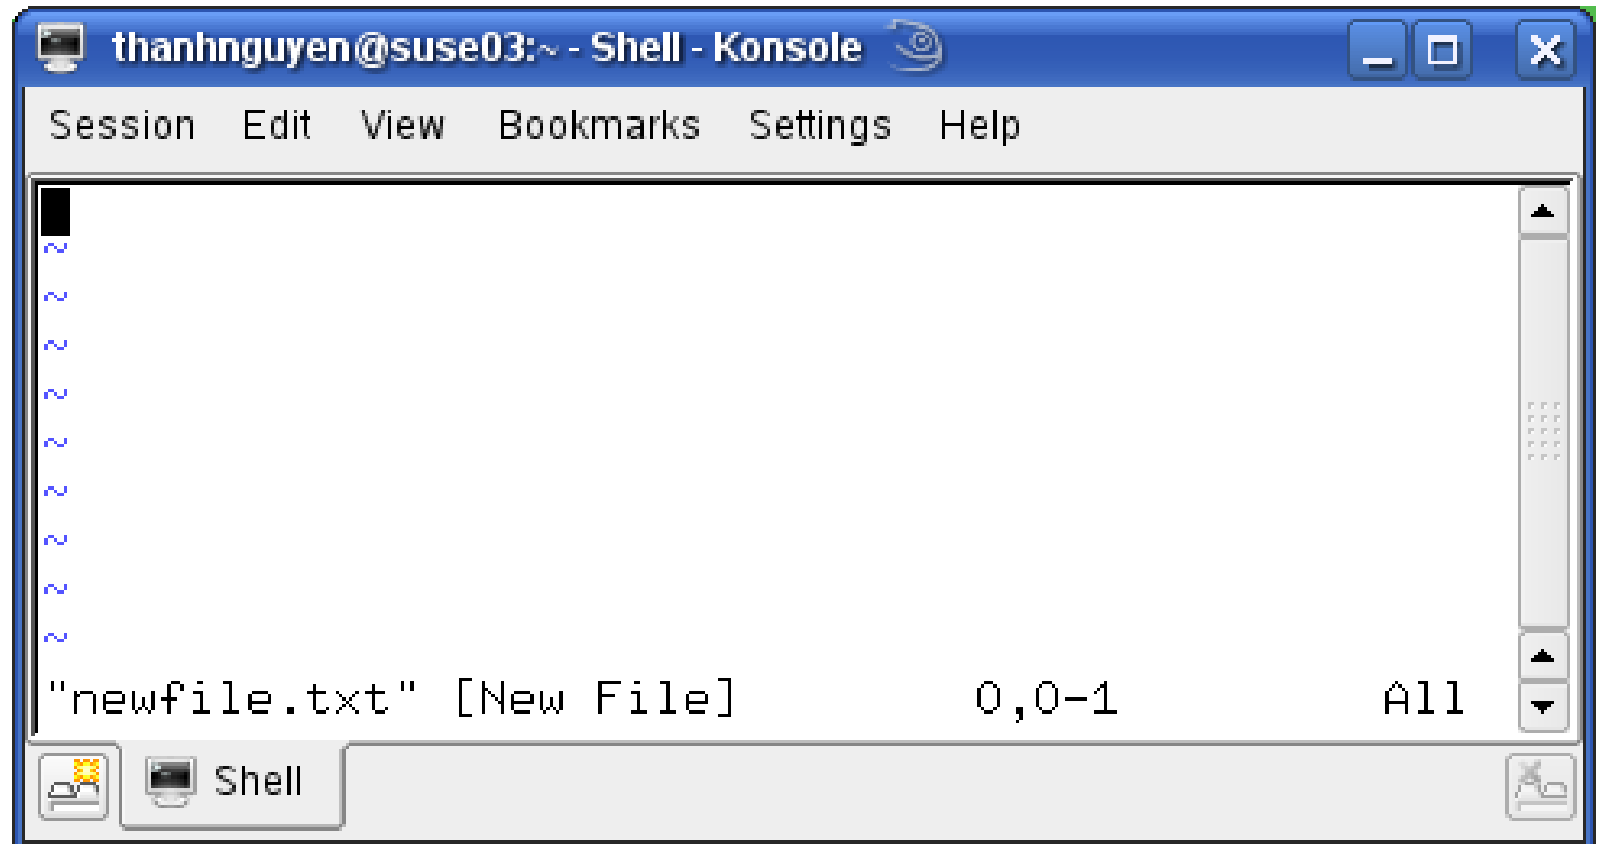 thanhnguyen@suse03:~ - Shell - Konsole
Session Edit View Bookmarks Settings Help
~
~
~
~
~
~
~
~
~
"newfile.txt" [New File] 0,0-1 All
Shell